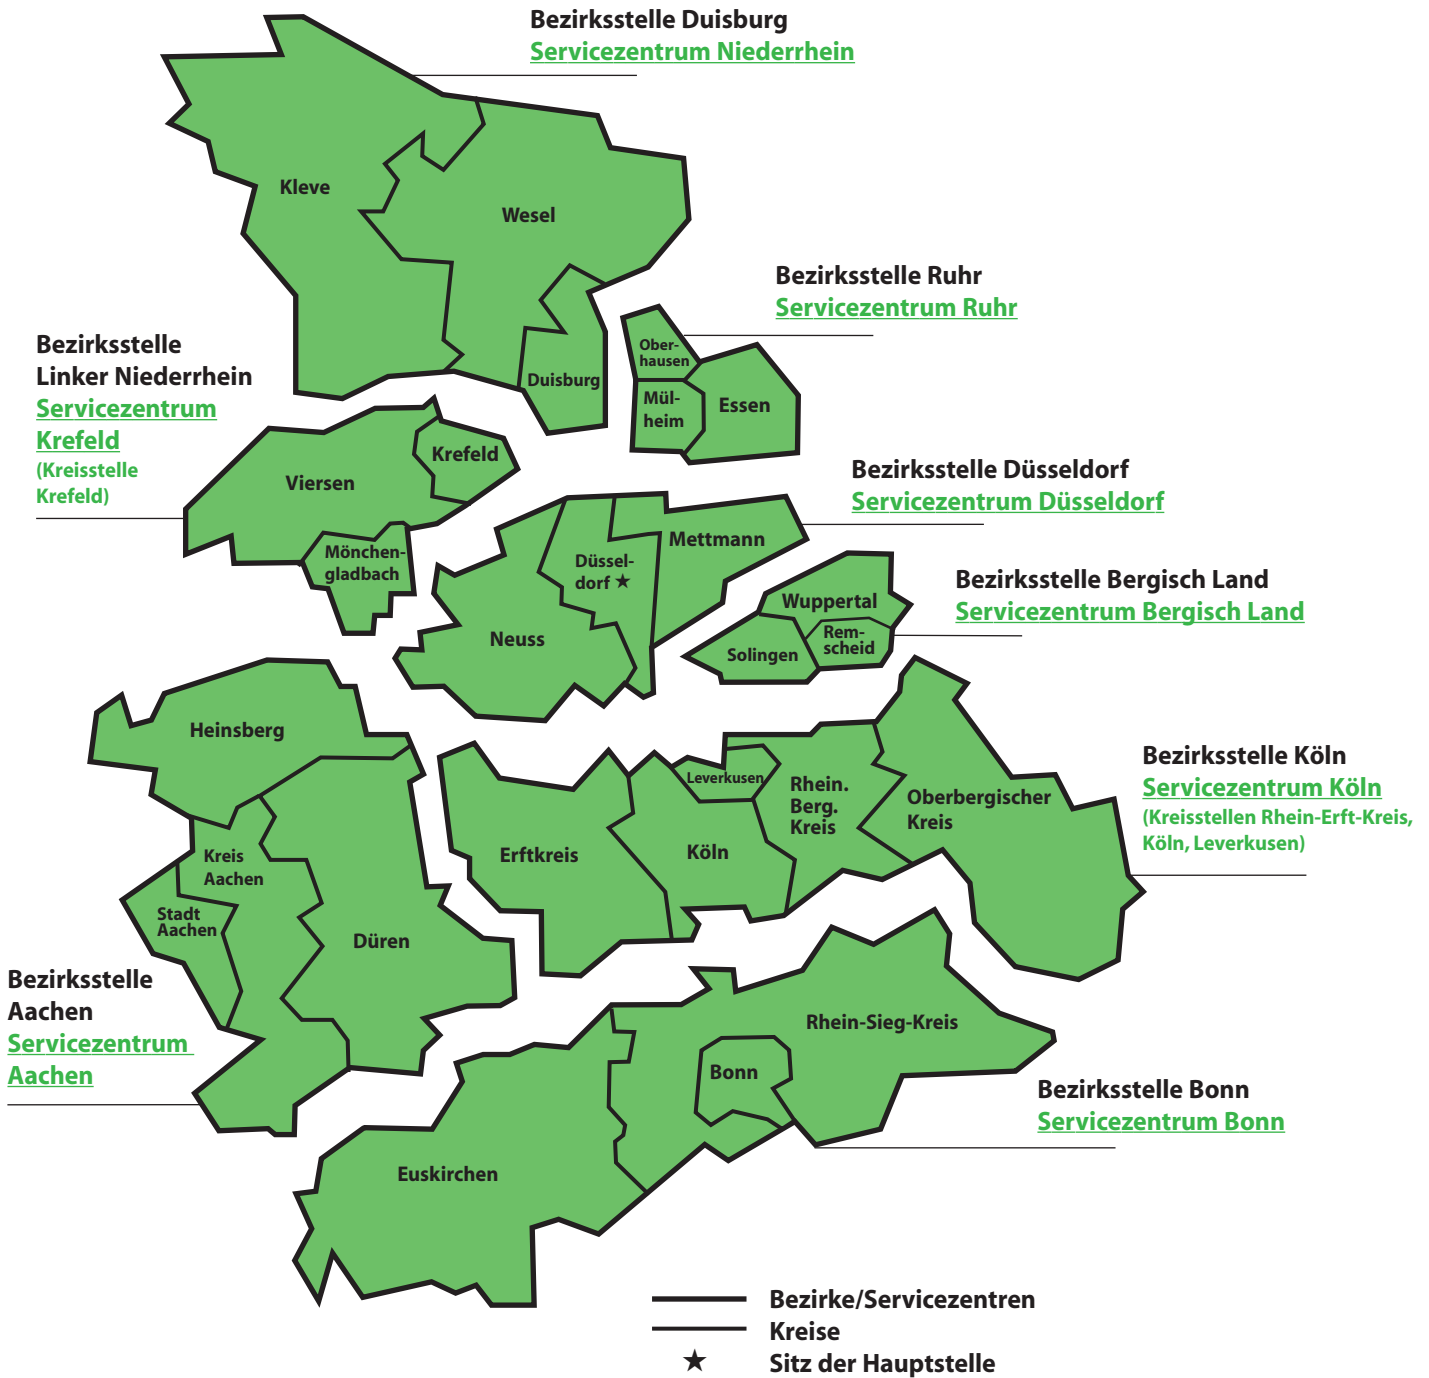 Bezirksstelle Duisburg
Servicezentrum Niederrhein
Kleve
Wesel
Duisburg
Bezirksstelle Ruhr
Servicezentrum Ruhr
Ober-
hausen
Mül-
heim
Essen
Bezirksstelle
Linker Niederrhein
Servicezentrum
Krefeld
(Kreisstelle
Krefeld)
Krefeld
Viersen
Mönchen-
gladbach
Bezirksstelle Düsseldorf
Servicezentrum Düsseldorf
Mettmann
Düssel-
dorf ★
Neuss
Bezirksstelle Bergisch Land
Servicezentrum Bergisch Land
Wuppertal
Rem-
scheid
Solingen
Heinsberg
Kreis
Aachen
Stadt
Aachen
Düren
Bezirksstelle
Aachen
Servicezentrum
Aachen
Bezirksstelle Köln
Servicezentrum Köln
(Kreisstellen Rhein-Erft-Kreis,
Köln, Leverkusen)
Leverkusen
Rhein.
Berg.
Kreis
Oberbergischer
Kreis
Erftkreis
Köln
Rhein-Sieg-Kreis
Bonn
Euskirchen
Bezirksstelle Bonn
Servicezentrum Bonn
Bezirke/Servicezentren
Kreise
★ Sitz der Hauptstelle